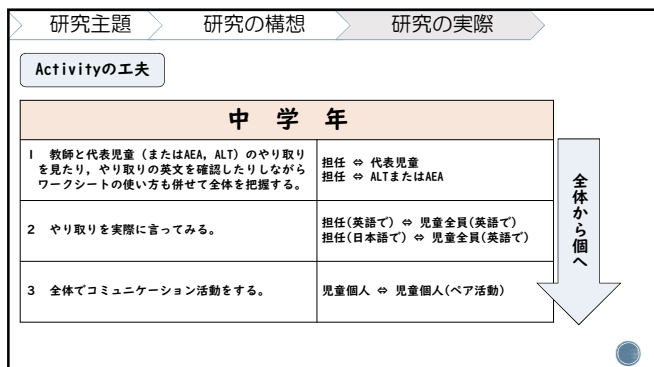 研究主題
研究の構想
研究の実際
Activityの工夫
中 学 年
1 教師と代表児童（またはAEA, ALT）のやり取り
を見たり，やり取りの英文を確認したりしながら
ワークシートの使い方も併せて全体を把握する。
担任 ⇔ 代表児童
担任 ⇔ ALTまたはAEA
2 やり取りを実際に言ってみる。
担任(英語で) ⇔ 児童全員(英語で)
担任(日本語で) ⇔ 児童全員(英語で)
3 全体でコミュニケーション活動をする。
児童個人 ⇔ 児童個人(ペア活動)
全体から個へ